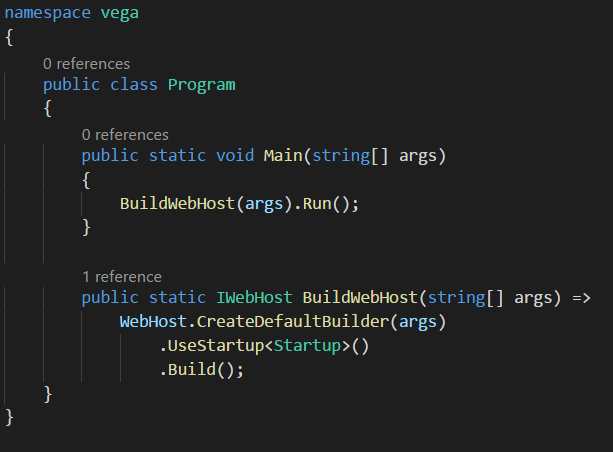 namespace vega
{
0 references
public class Program
{
0 references
public static void Main(string[] args)
{
BuildWebHost(args).Run();
}
1 reference
public static IWebHost BuildWebHost(string[] args) =>
WebHost.CreateDefaultBuilder(args)
.UseStartup<Startup>()
.Build();
}
}